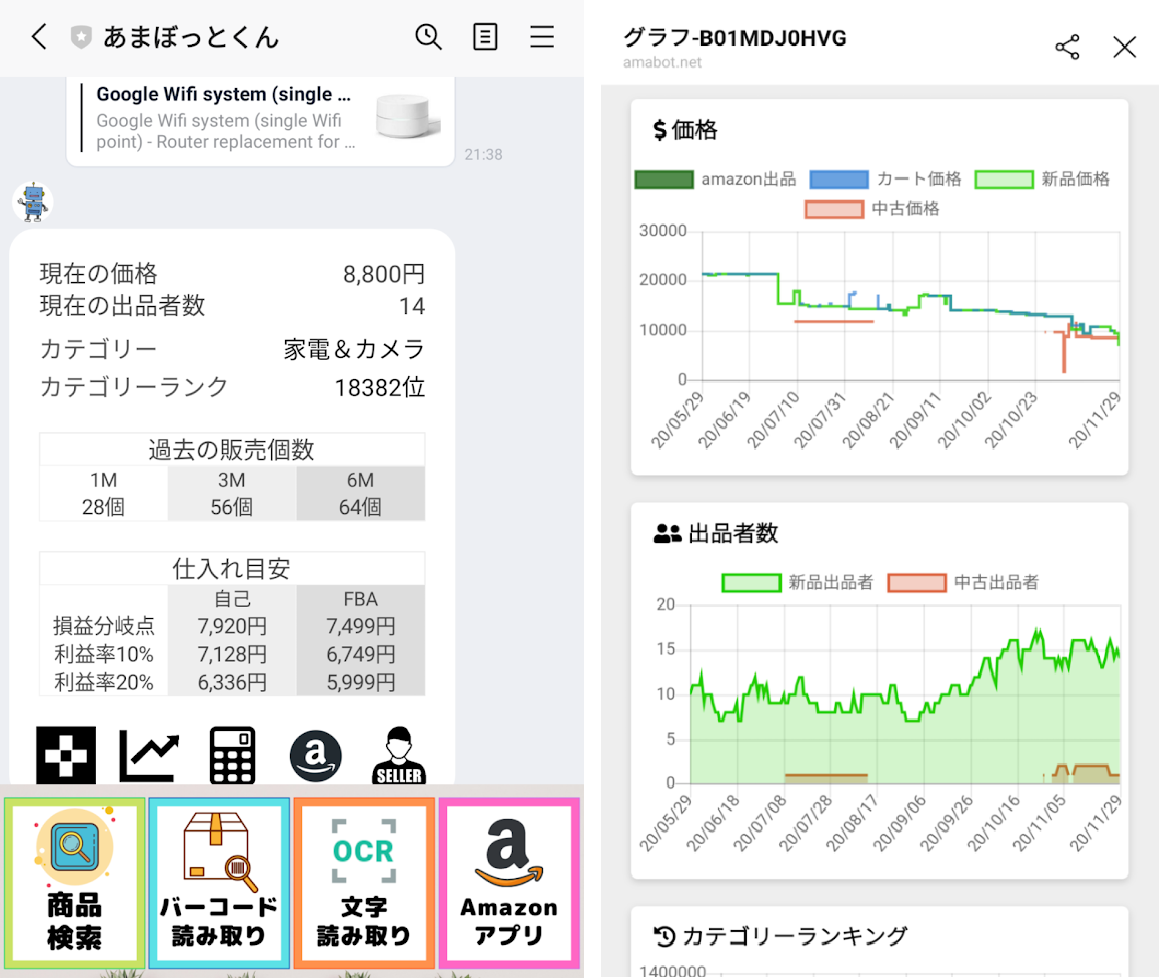 あまぼっとくん
Google Wifi system (single ...
Google Wifi system (single Wifi
point) - Router replacement for ...
21:38
現在の価格 8,800円
現在の出品者数 14
カテゴリー 家電＆カメラ
カテゴリーランク 18382位
過去の販売個数
1M 3M 6M
28個 56個 64個
仕入れ目安
自己 FBA
損益分岐点 7,920円 7,499円
利益率10% 7,128円 6,749円
利益率20% 6,336円 5,999円
a
SELLER
商品
検索
バーコード
読み取り
OCR
文字
読み取り
a
Amazon
アプリ
グラフ-B01MDJ0HVG
amabot.net
$ 価格
amazon出品 カート価格 新品価格
中古価格
30000
20000
10000
0
20/05/29 20/06/19 20/07/10 20/07/31 20/08/21 20/09/11 20/10/02 20/10/23 20/11/29
出品者数
新品出品者 中古出品者
20
15
10
5
0
20/05/29 20/06/18 20/07/08 20/07/28 20/08/17 20/09/06 20/09/26 20/10/16 20/11/05 20/11/29
カテゴリーランキング
1400000